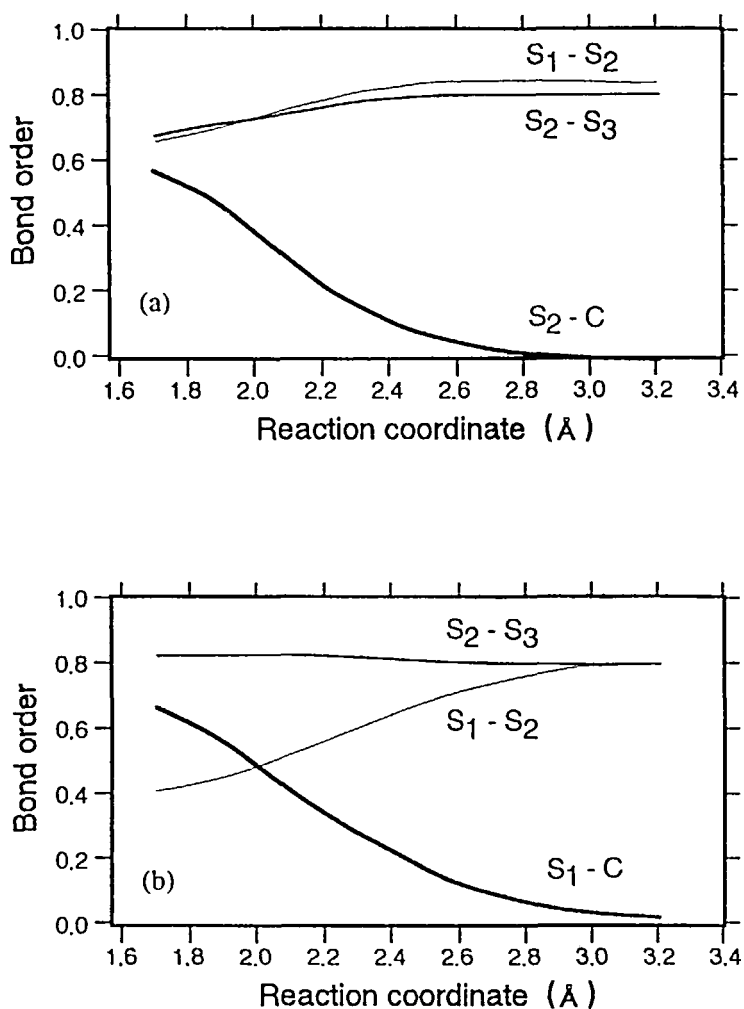 1.0
S1 - S2
0.8
S2 - S3
0.6
Bond order
0.4
0.2
(a)
S2 - C
0.0
1.6 1.8 2.0 2.2 2.4 2.6 2.8 3.0 3.2 3.4
Reaction coordinate (Å)
1.0
S2 - S3
0.8
S1 - S2
0.6
Bond order
0.4
0.2
(b)
S1 - C
0.0
1.6 1.8 2.0 2.2 2.4 2.6 2.8 3.0 3.2 3.4
Reaction coordinate (Å)